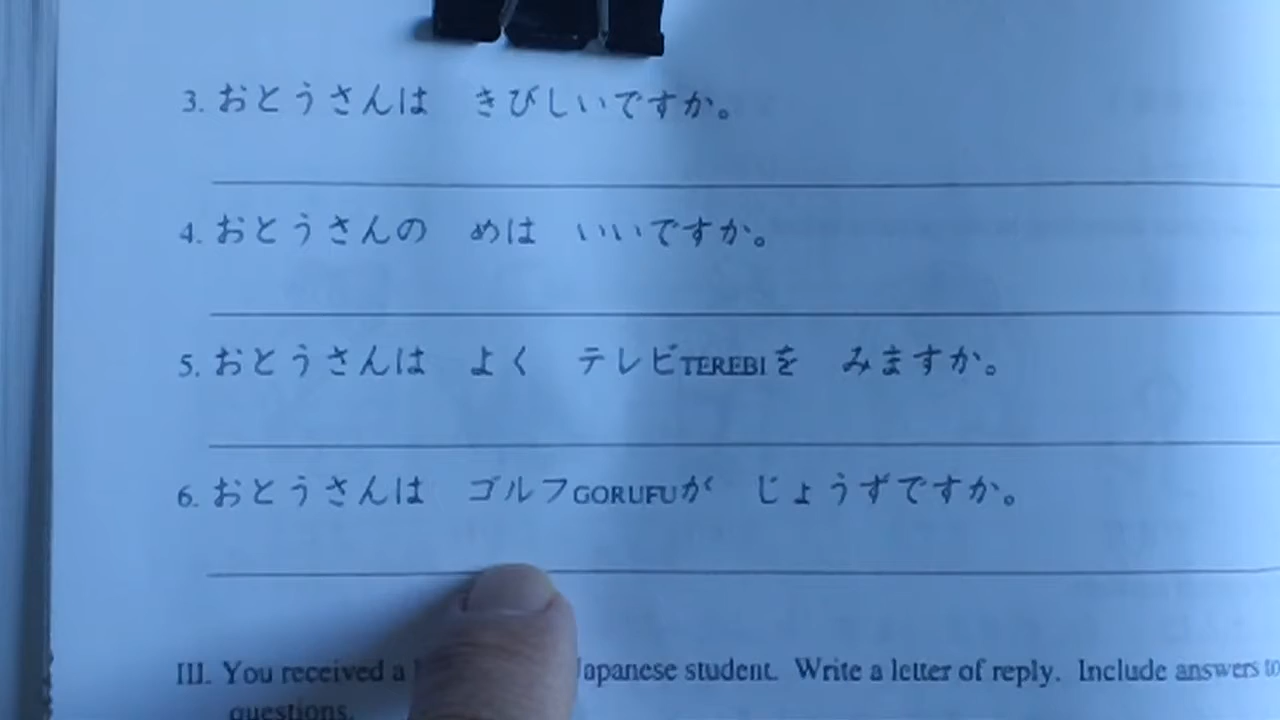 3. おとうさんは きびしいですか。
4. おとうさんの めは いいですか。
5. おとうさんは よく テレビTEREBIを みますか。
6. おとうさんは ゴルフGORUFUが じょうずですか。
III. You received a Japanese student. Write a letter of reply. Include answers to
questions.